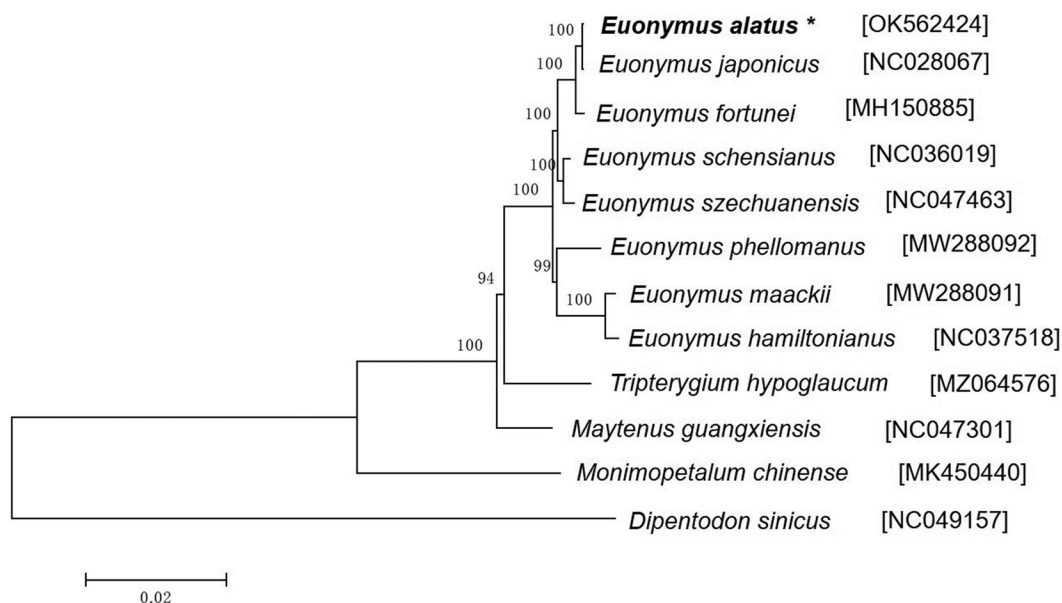 100 Euonymus alatus * [OK562424]
100 Euonymus japonicus [NC028067]
100 Euonymus fortunei [MH150885]
100 Euonymus schensianus [NC036019]
100 Euonymus szechuanensis [NC047463]
Euonymus phellomanus [MW288092]
99
94
100 Euonymus maackii [MW288091]
Euonymus hamiltonianus [NC037518]
100
Tripterygium hypoglaucum [MZ064576]
Maytenus guangxiensis [NC047301]
Monimopetalum chinense [MK450440]
Dipentodon sinicus [NC049157]
0.02